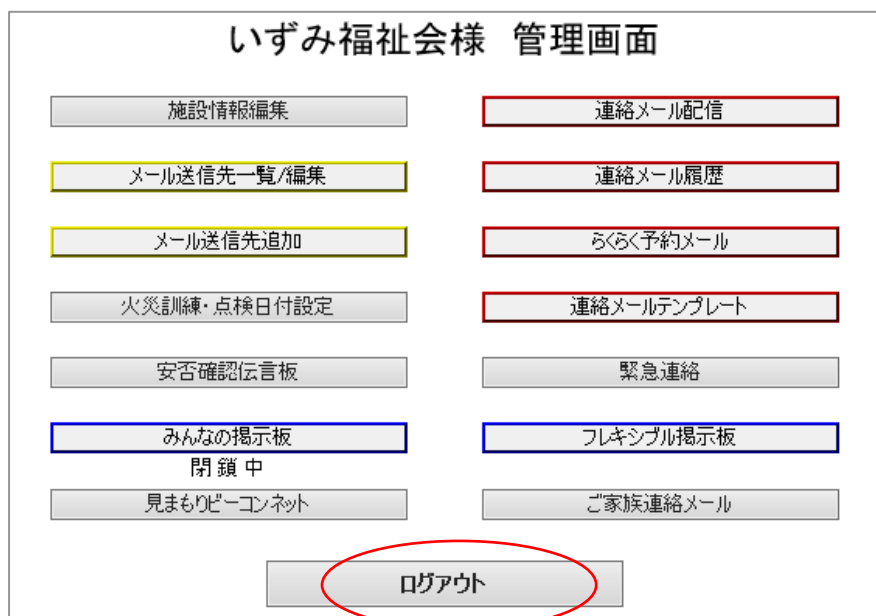 いずみ福祉会様　管理画面
施設情報編集
連絡メール配信
メール送信先一覧/編集
連絡メール履歴
メール送信先追加
らくらく予約メール
火災訓練・点検日付設定
連絡メールテンプレート
安否確認伝言板
緊急連絡
みんなの掲示板
フレキシブル掲示板
閉鎖中
見まもりビーコンネット
ご家族連絡メール
ログアウト